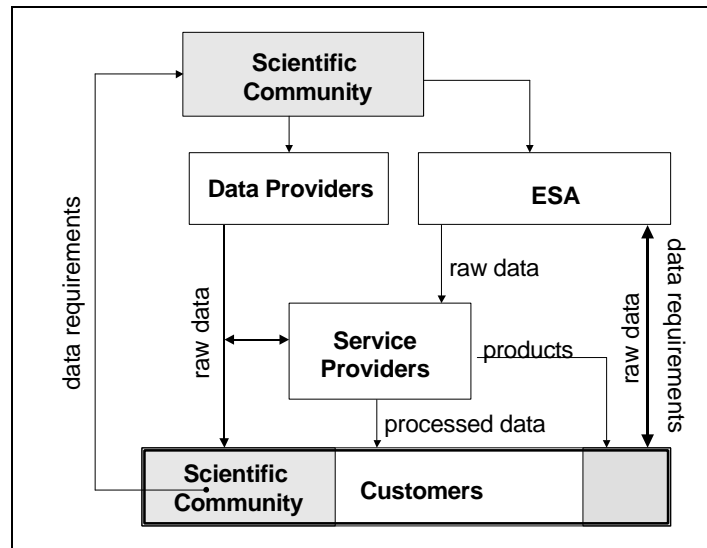 Scientific
Community
Data Providers
ESA
raw data
data requirements
raw data
Service
Providers
products
raw data
data requirements
processed data
Scientific
Community
Customers